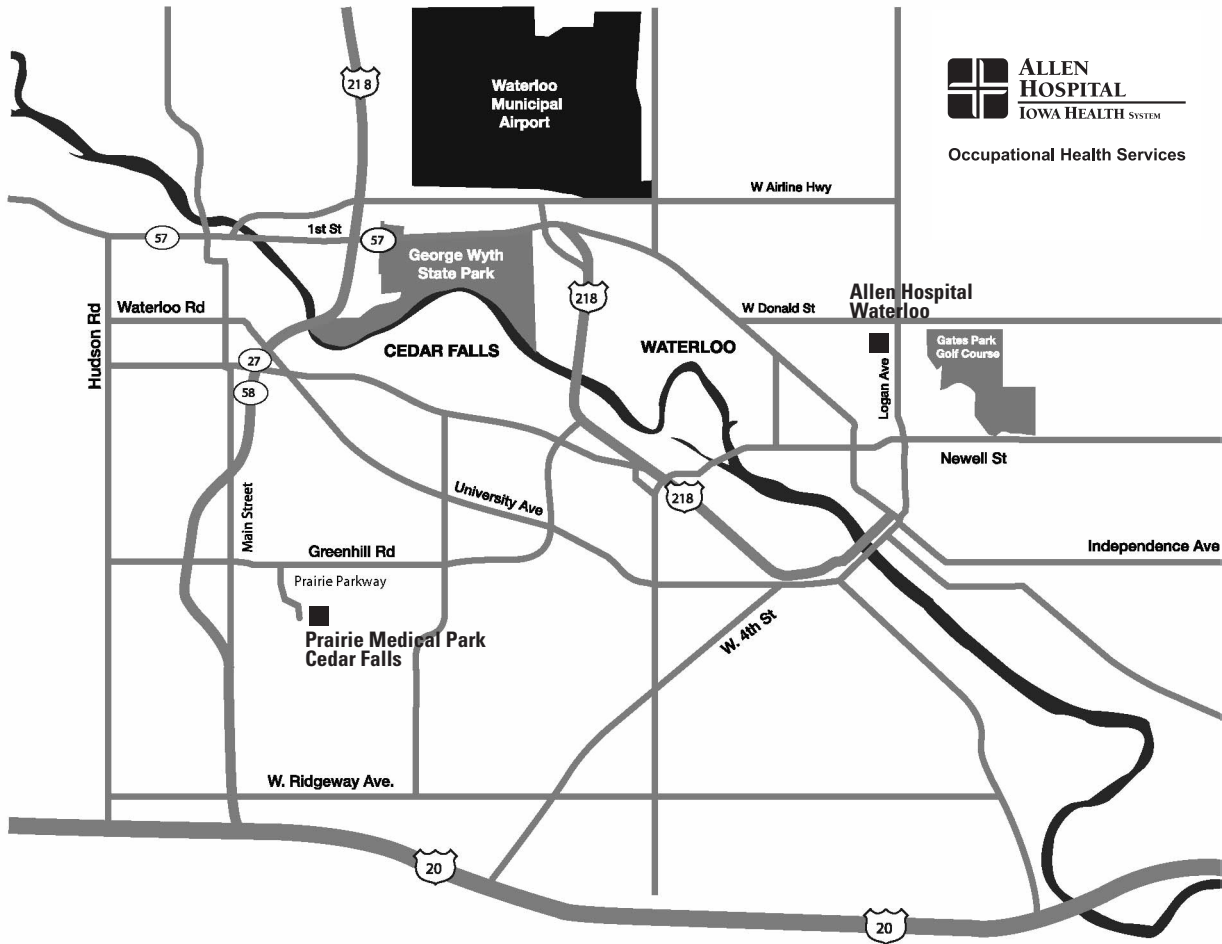 ALLEN
HOSPITAL
IOWA HEALTH SYSTEM
Occupational Health Services
218
Waterloo
Municipal
Airport
W Airline Hwy
57
1st St
57
George Wyth
State Park
218
Waterloo Rd
Hudson Rd
W Donald St
Allen Hospital
Waterloo
CEDAR FALLS
WATERLOO
Gates Park
Golf Course
27
58
Logan Ave
Newell St
University Ave
218
Main Street
Greenhill Rd
Independence Ave
Prairie Parkway
Prairie Medical Park
Cedar Falls
W. 4th St
W. Ridgeway Ave.
20
20